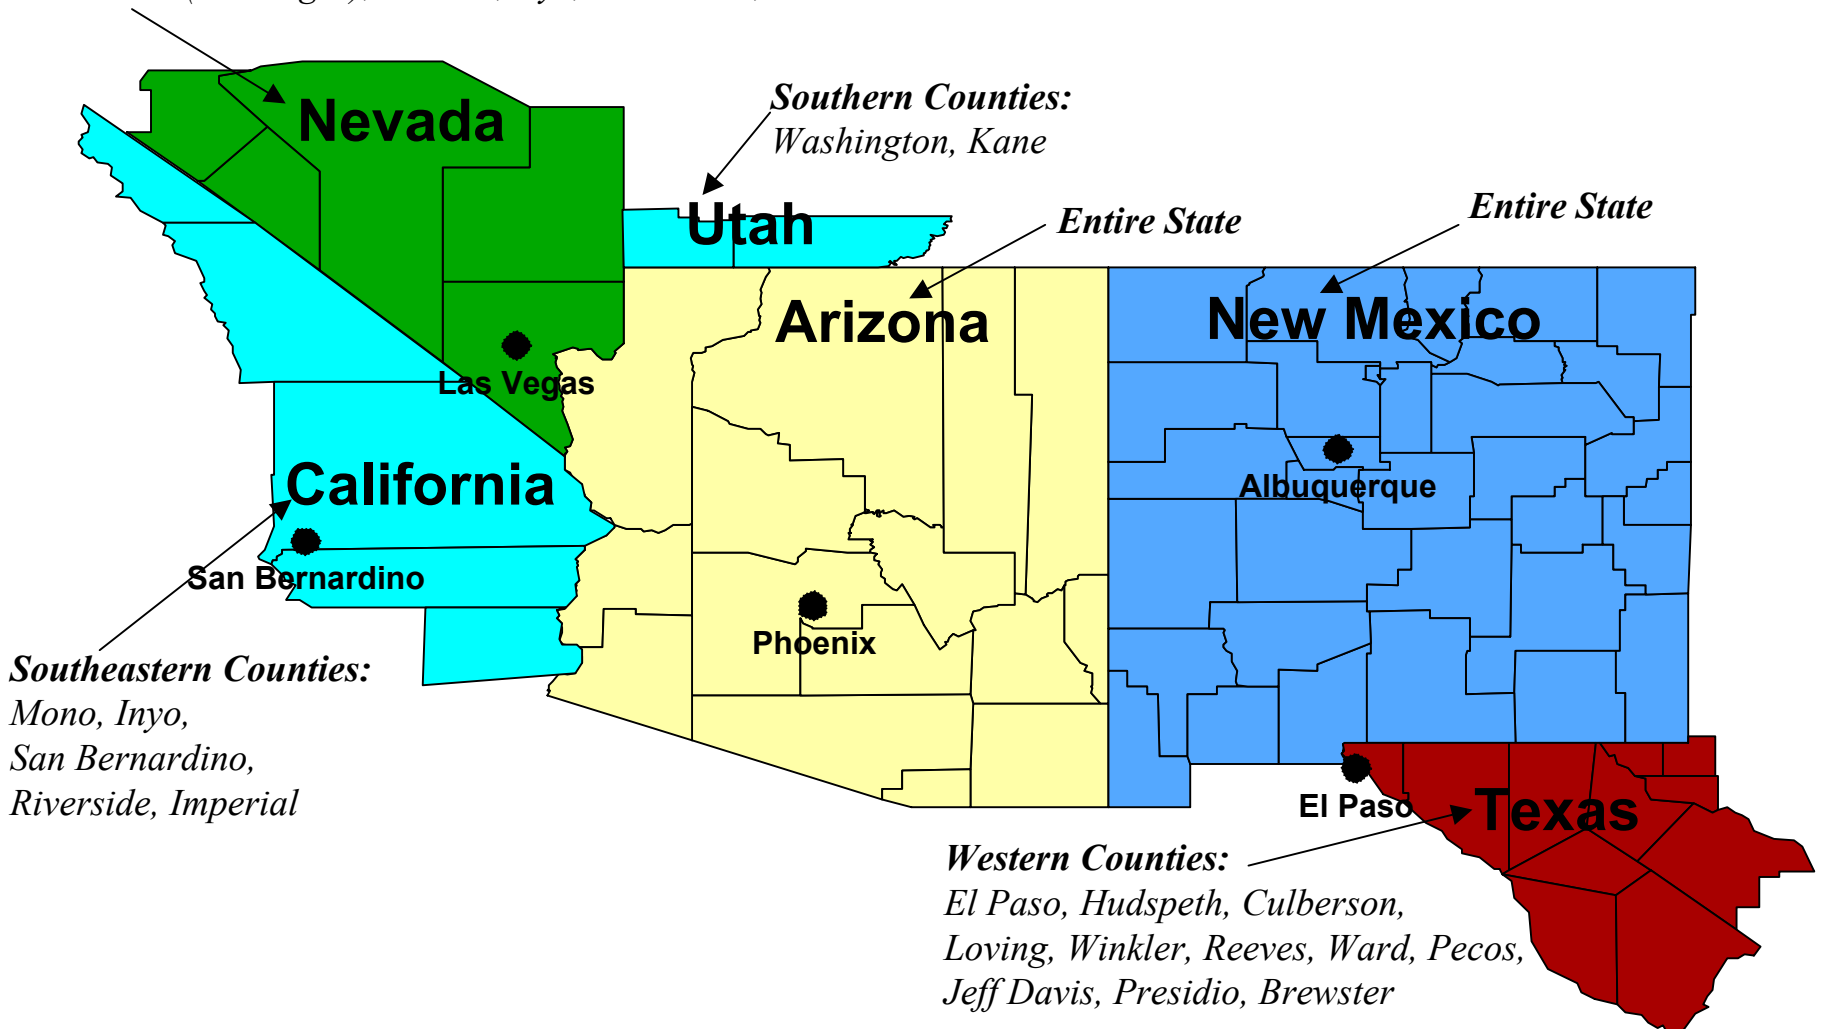 Nevada
Southern Counties:
Washington, Kane
Utah
Entire State
Entire State
Arizona
New Mexico
Las Vegas
California
Albuquerque
San Bernardino
Phoenix
Southeastern Counties:
Mono, Inyo,
San Bernardino,
Riverside, Imperial
El Paso
Texas
Western Counties:
El Paso, Hudspeth, Culberson,
Loving, Winkler, Reeves, Ward, Pecos,
Jeff Davis, Presidio, Brewster